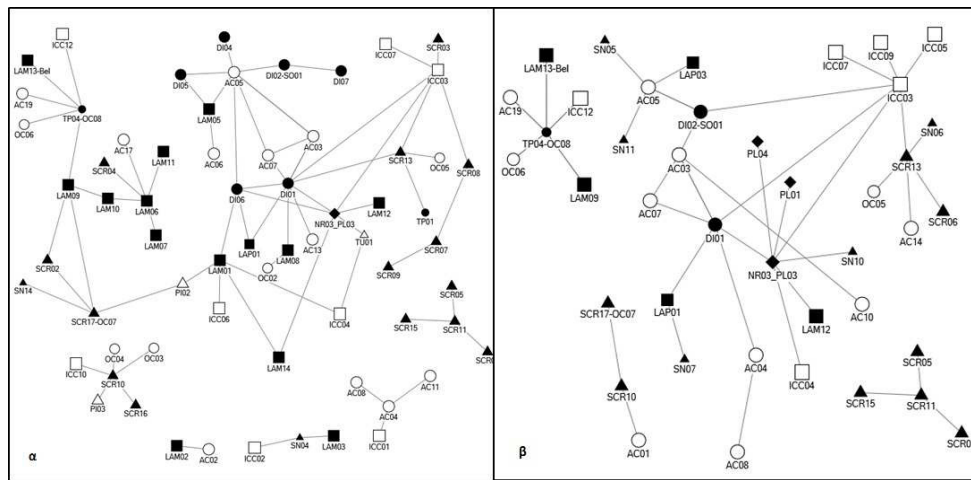 ICC12
LAM13-Bel
AC19
OC06
TP04-OC08
DI04
AC05
DI02-SO01
DI07
DI05
LAM05
AC06
ICC07
SCR03
ICC03
AC17
SCR04
LAM11
LAM09
LAM10
LAM06
LAM07
AC03
AC07
SCR13
OC05
SCR08
DI06
DI01
LAM12
TP01
NR03_PL03
TU01
LAP01
LAM08
AC13
OC02
SCR07
SCR09
SCR02
SN14
PI02
LAM01
SCR17-OC07
ICC06
ICC04
SCR05
SCR15
SCR11
LAM14
OC04
OC03
ICC10
SCR10
PI03
SCR16
AC08
AC11
AC04
ICC01
LAM02
AC02
ICC02
SN04
LAM03
α
SN05
LAM13-Bel
LAP03
AC05
AC19
ICC12
TP04-OC08
OC06
LAM09
SN11
DI02-SO01
ICC07
ICC09
ICC05
ICC03
SN06
SCR13
PL04
AC03
PL01
OC05
SCR06
AC07
AC14
DI01
NR03_PL03
SN10
LAP01
LAM12
AC10
SCR17-OC07
SN07
AC04
ICC04
SCR05
SCR10
SCR15
SCR11
AC01
AC08
β